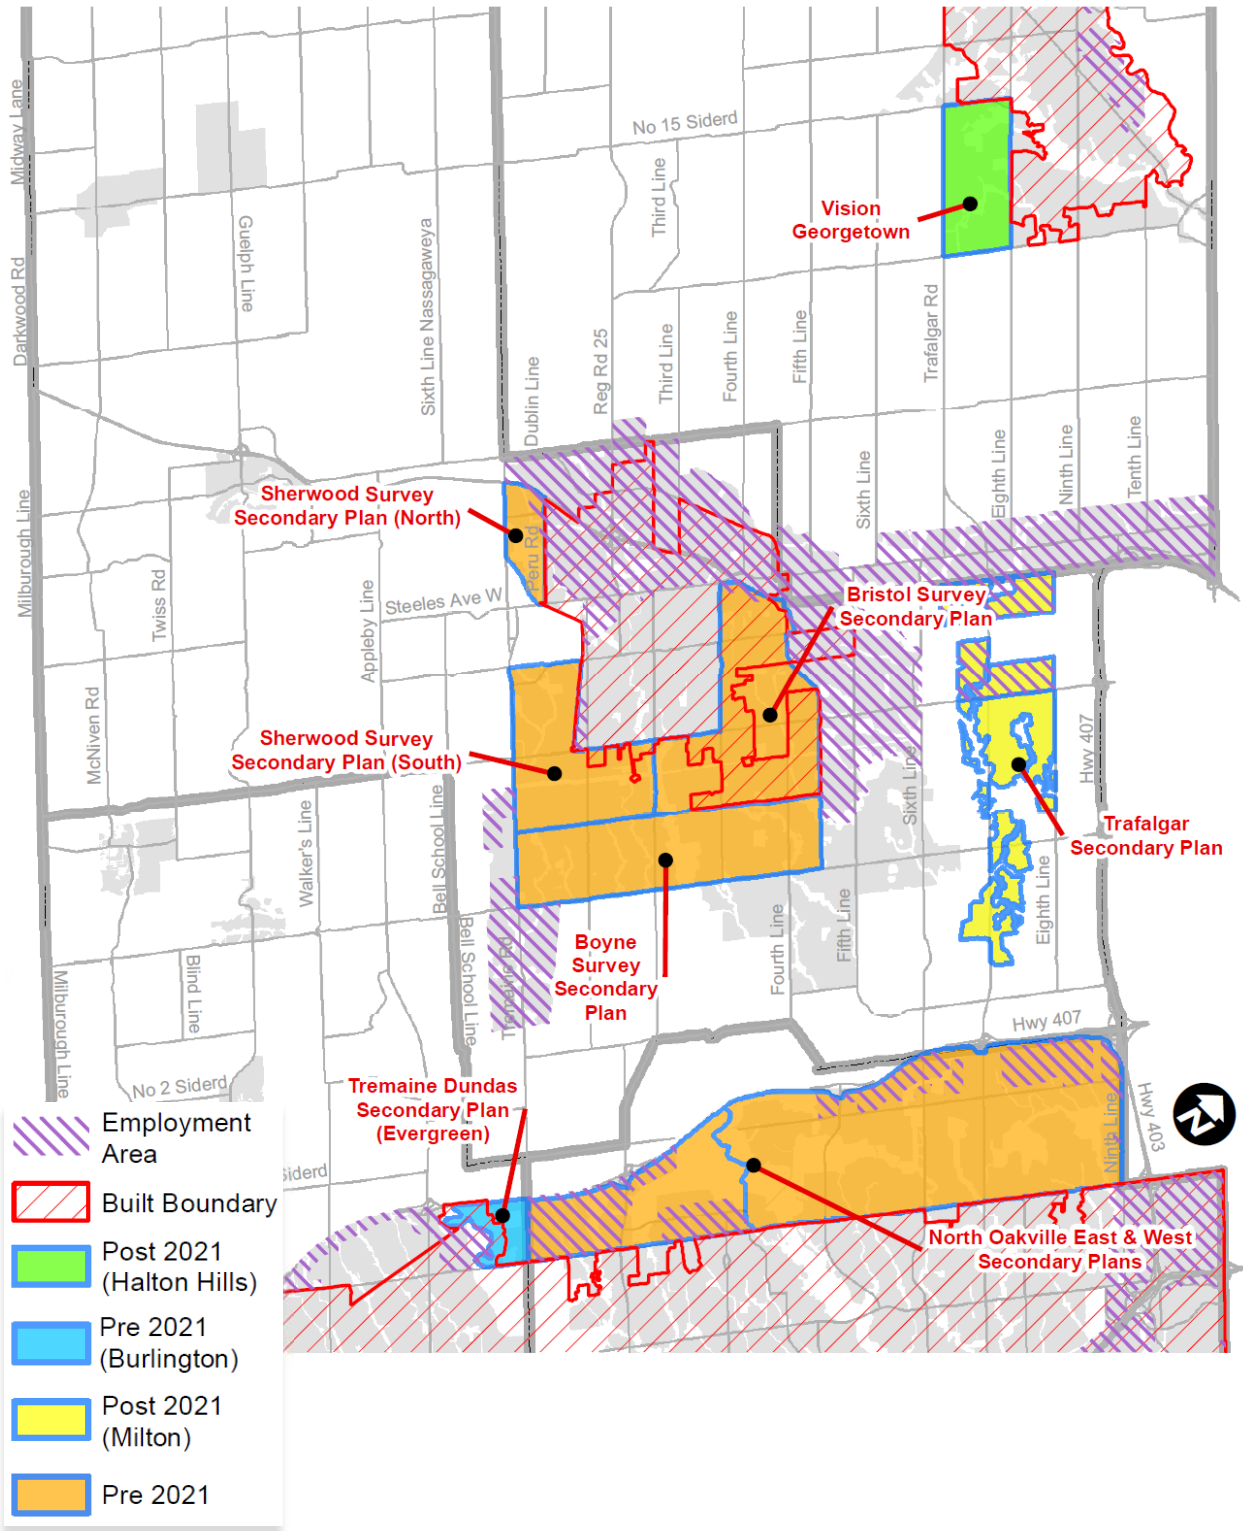 No 15 Siderd
Midway Lane
Third Line
Vision
Georgetown
Guelph Line
Sixth Line Nassagaweya
Darkwood Rd
Trafalgar Rd
Reg Rd 25
Third Line
Fourth Line
Fifth Line
Dublin Line
Sixth Line
Eighth Line
Ninth Line
Tenth Line
Sherwood Survey
Secondary Plan (North)
Milburough Line
Peru Rd
Twiss Rd
Appleby Line
Steeles Ave W
Bristol Survey
Secondary Plan
McNiven Rd
Sherwood Survey
Secondary Plan (South)
Hwy 407
Sixth Line
Trafalgar
Secondary Plan
Walker's Line
Bell School Line
Eighth Line
Fourth Line
Fifth Line
Boyne
Survey
Secondary
Plan
Bell School Line
Tremaine Rd
Blind Line
Milburough Line
Hwy 407
No 2 Siderd
Tremaine Dundas
Secondary Plan
(Evergreen)
Hwy 403
Ninth Line
N
Siderd
North Oakville East & West
Secondary Plans
Employment
Area
Built Boundary
Post 2021
(Halton Hills)
Pre 2021
(Burlington)
Post 2021
(Milton)
Pre 2021